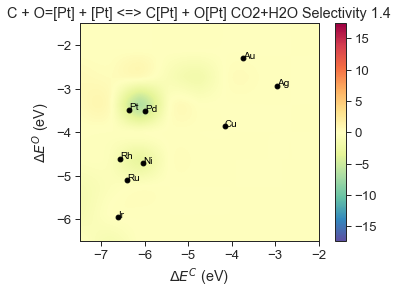 C + O=[Pt] + [Pt] <=> C[Pt] + O[Pt] CO2+H2O Selectivity 1.4
ΔE^O (eV)
−2
−3
−4
−5
−6
Au
Ag
Pt
Pd
Cu
Rh
Ni
Ru
Ir
15
10
5
0
−5
−10
−15
−7
−6
−5
−4
−3
−2
ΔE^C (eV)